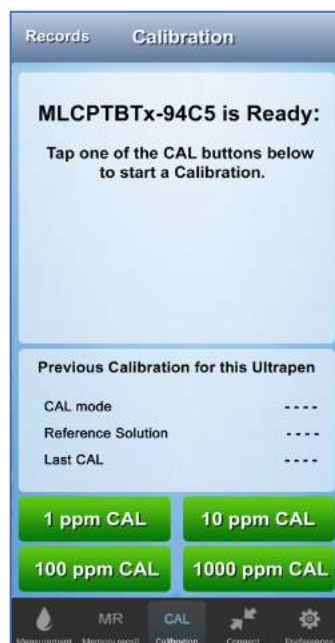 Records Calibration
MLCPTBTx-94C5 is Ready:
Tap one of the CAL buttons below
to start a Calibration.
Previous Calibration for this Ultrapen
CAL mode ----
Reference Solution ----
Last CAL ----
1 ppm CAL 10 ppm CAL
100 ppm CAL 1000 ppm CAL
MR CAL
Measurement Memory recall Calibration Connect Preferences